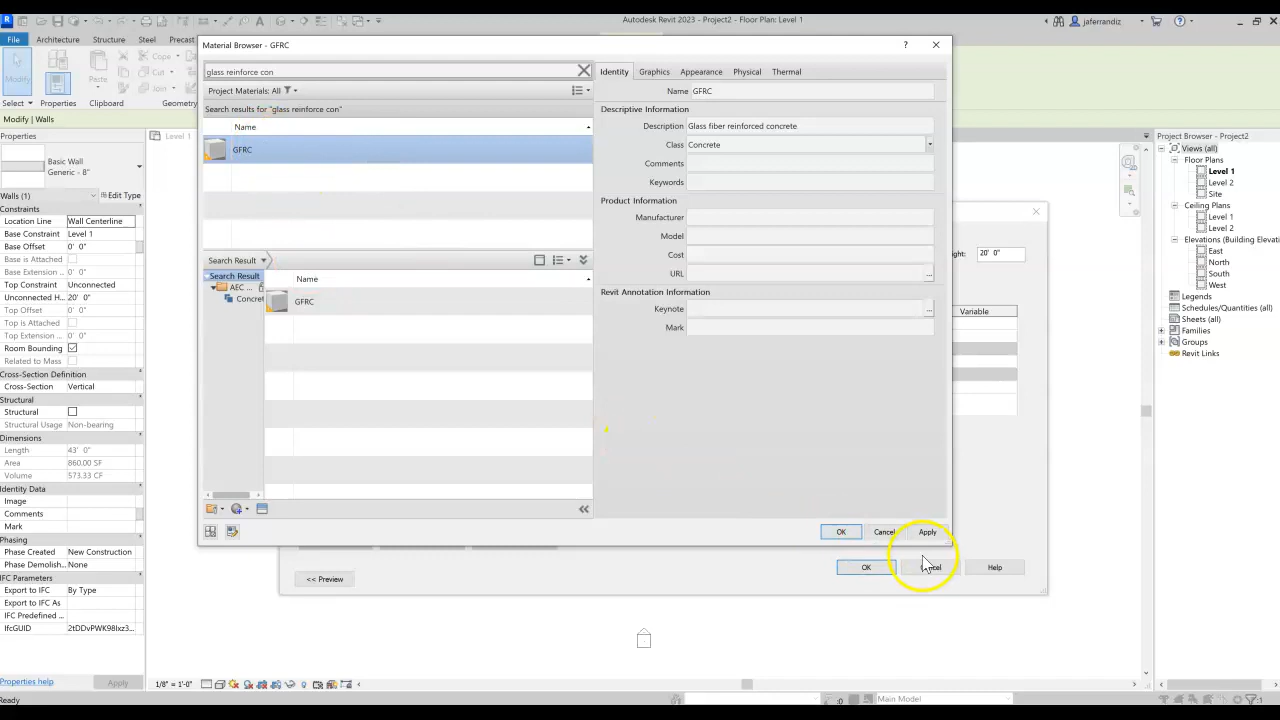 Autodesk Revit 2023 - Project2 - Floor Plan: Level 1
jaferrandiz
File
Architecture
Structure
Steel
Precast
Modify
Select
Properties
Paste
Clipboard
Cope
Cut
Join
Geometry
Modify | Walls
Properties
Basic Wall
Generic - 8"
Walls (1)
Edit Type
Constraints
Location Line Wall Centerline
Base Constraint Level 1
Base Offset 0' 0"
Base is Attached
Base Extension
Top Constraint Unconnected
Unconnected H... 20' 0"
Top Offset 0' 0"
Top is Attached
Top Extension
Room Bounding
Related to Mass
Cross-Section Definition
Cross-Section Vertical
Structural
Structural
Structural Usage Non-bearing
Dimensions
Length 43' 0"
Area 860.00 SF
Volume 573.33 CF
Identity Data
Image
Comments
Mark
Phasing
Phase Created New Construction
Phase Demolish... None
IFC Parameters
Export to IFC By Type
Export to IFC As
IFC Predefined ...
IfcGUID 2tDDvPWK98lxz3...
Properties help
Apply
Ready
Level 1
Material Browser - GFRC
?
glass reinforce con
Project Materials: All
Search results for "glass reinforce con"
Name
GFRC
Search Result
Name
Search Result
AEC ...
Concret
GFRC
Identity
Graphics
Appearance
Physical
Thermal
Name GFRC
Descriptive Information
Description Glass fiber reinforced concrete
Class Concrete
Comments
Keywords
Product Information
Manufacturer
Model
Cost
URL ...
Revit Annotation Information
Keynote ...
Mark
OK
Cancel
Apply
20' 0"
Variable
<< Preview
OK
Help
1/8" = 1'-0"
:0
Main Model
:1
Project Browser - Project2
Views (all)
Floor Plans
Level 1
Level 2
Site
Ceiling Plans
Level 1
Level 2
Elevations (Building Elevati
East
North
South
West
Legends
Schedules/Quantities (all)
Sheets (all)
Families
Groups
Revit Links